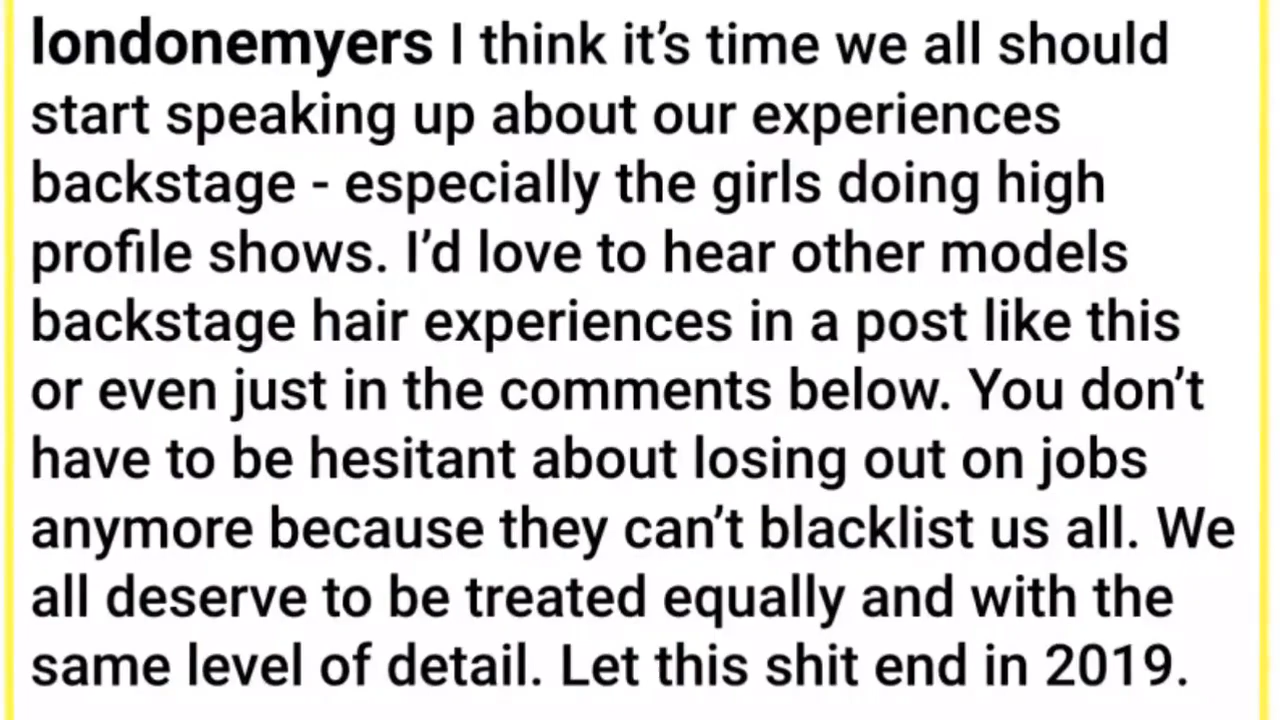 londonemyers I think it’s time we all should
start speaking up about our experiences
backstage - especially the girls doing high
profile shows. I’d love to hear other models
backstage hair experiences in a post like this
or even just in the comments below. You don’t
have to be hesitant about losing out on jobs
anymore because they can’t blacklist us all. We
all deserve to be treated equally and with the
same level of detail. Let this shit end in 2019.